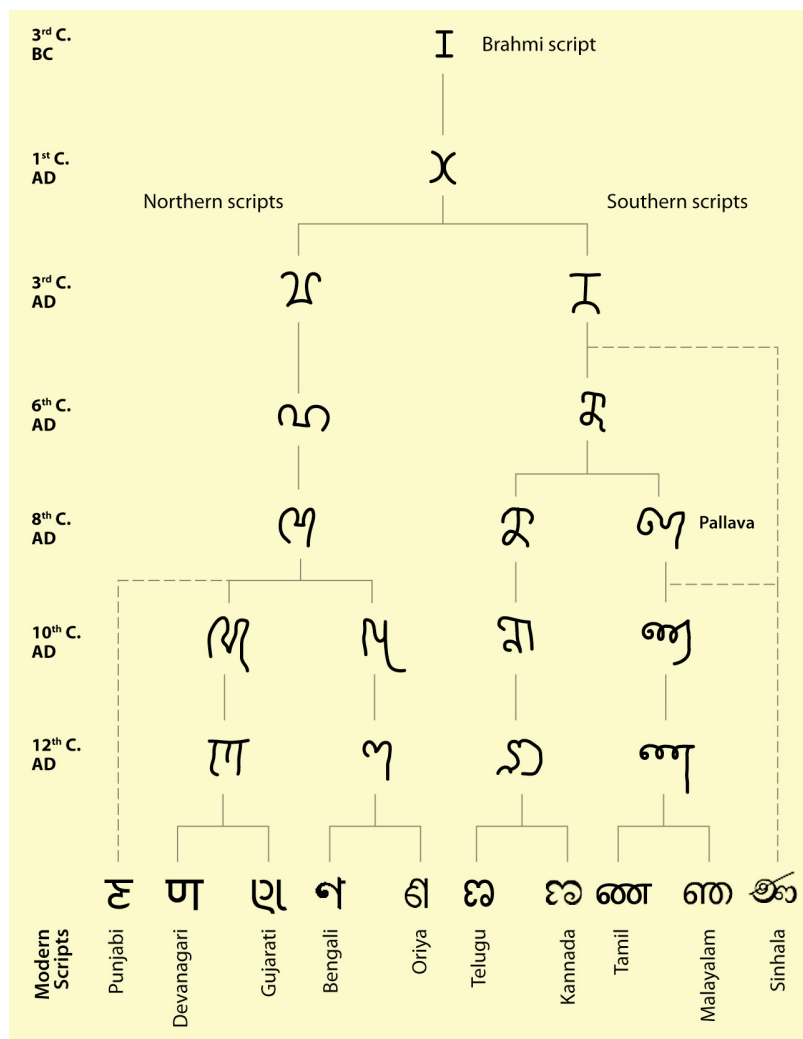 3rd C.
BC
𑀡 Brahmi script
1st C.
AD
Northern scripts Southern scripts
3rd C.
AD
6th C.
AD
8th C.
AD
Pallava
10th C.
AD
12th C.
AD
ਣ ण ણ ণ ଣ ణ ಣ ண ണ ණ
Modern
Scripts
Punjabi
Devanagari
Gujarati
Bengali
Oriya
Telugu
Kannada
Tamil
Malayalam
Sinhala